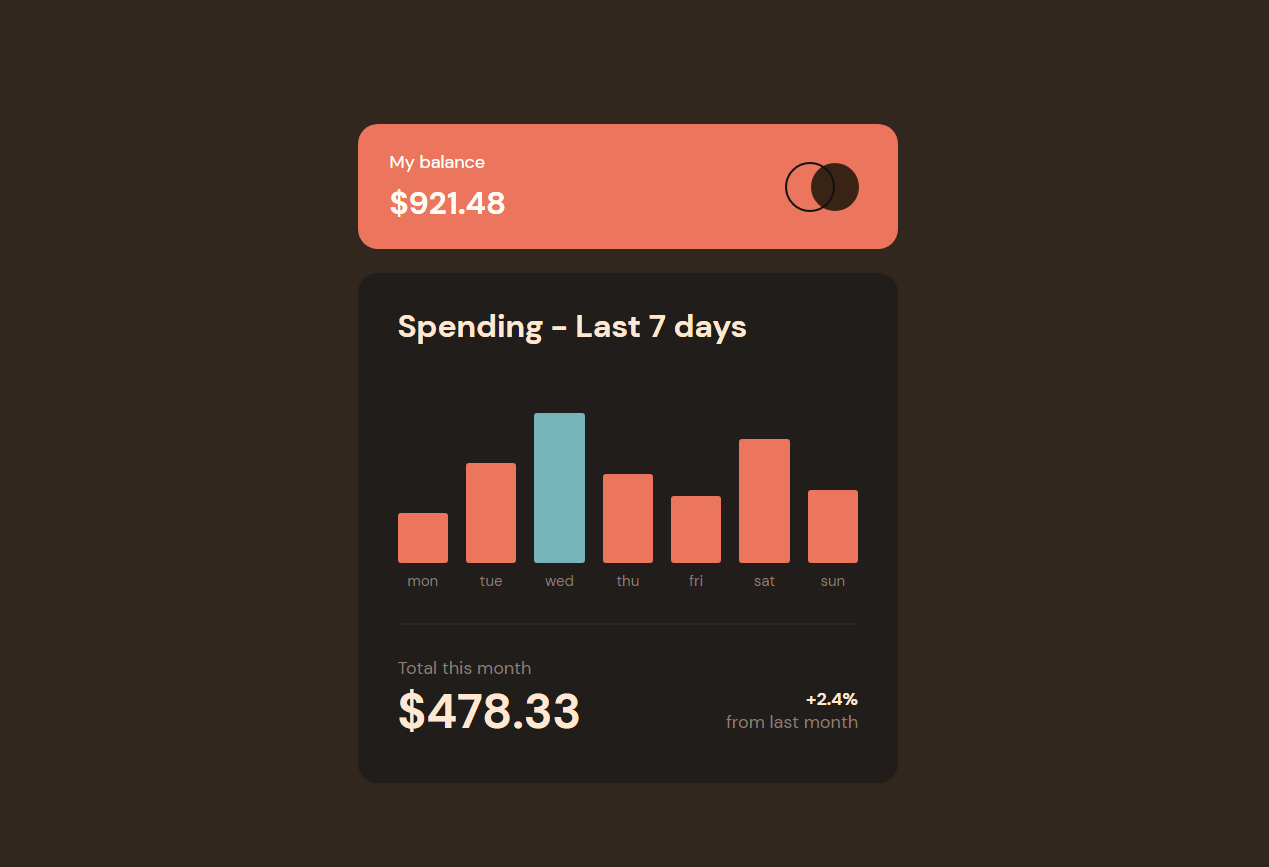 My balance
$921.48
Spending - Last 7 days
mon tue wed thu fri sat sun
Total this month
$478.33
+2.4%
from last month